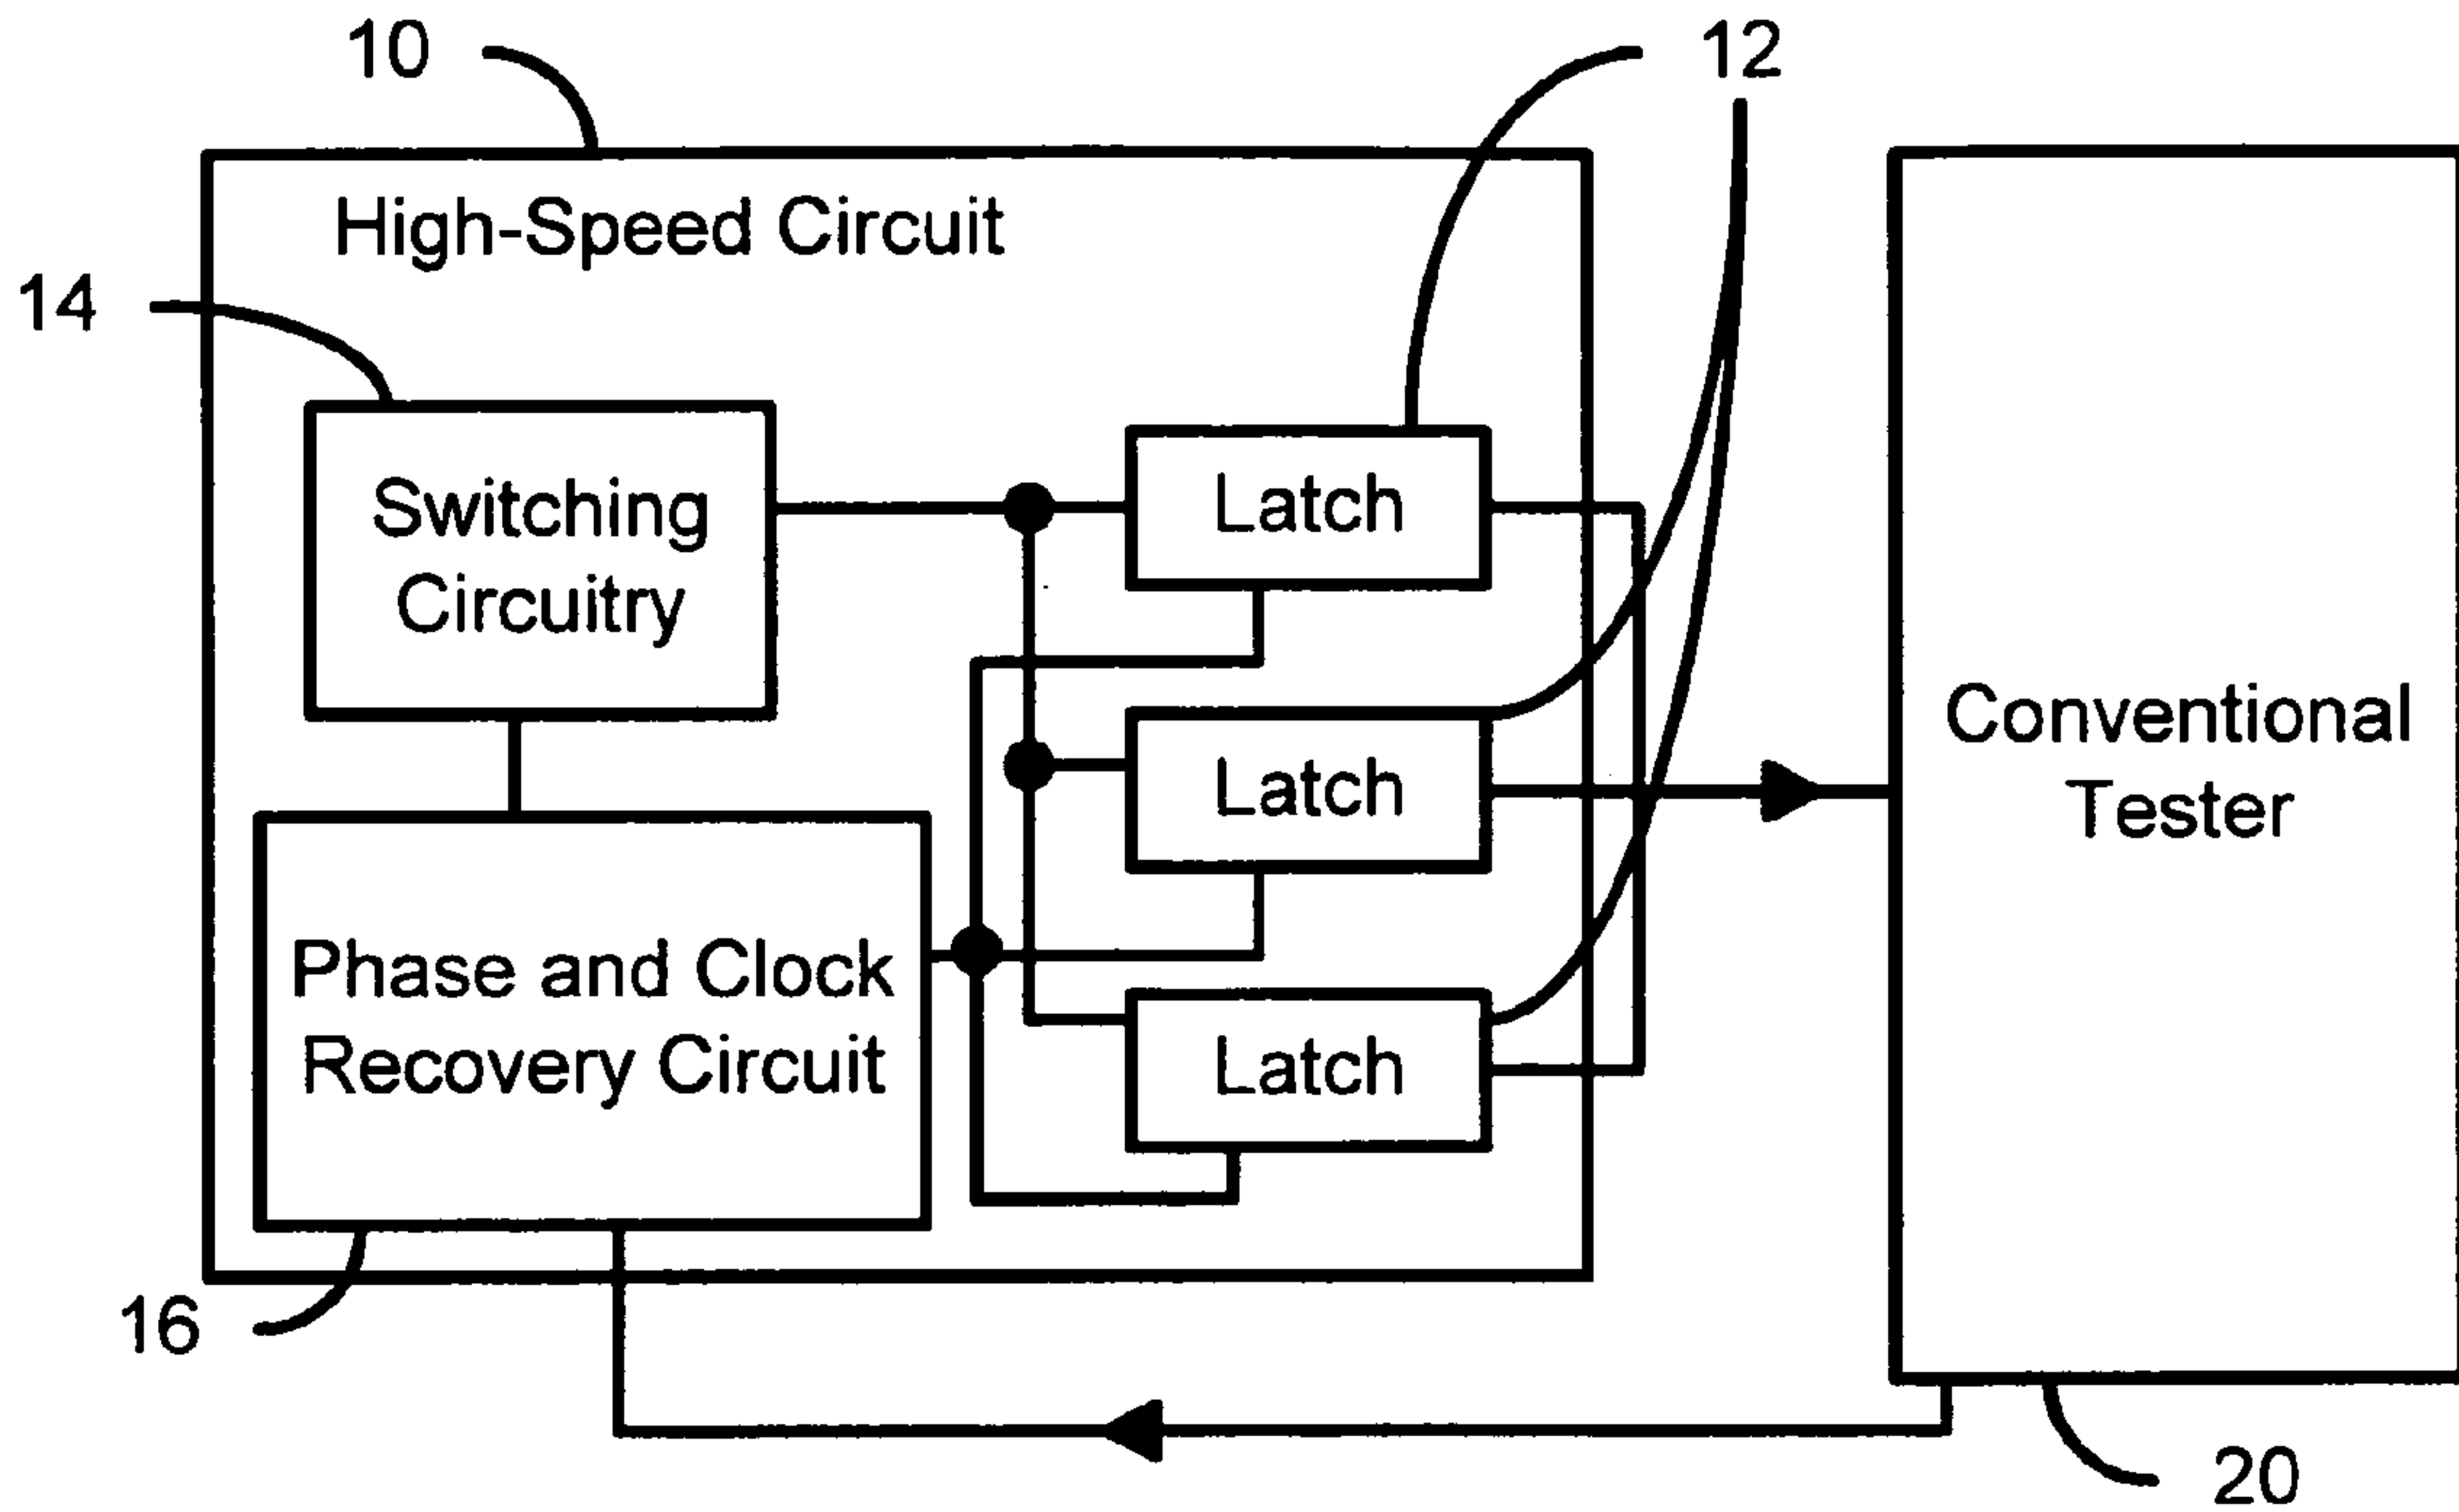 10
12
High-Speed Circuit
14
Switching
Circuitry
Latch
Latch
Conventional
Tester
Phase and Clock
Recovery Circuit
Latch
16
20